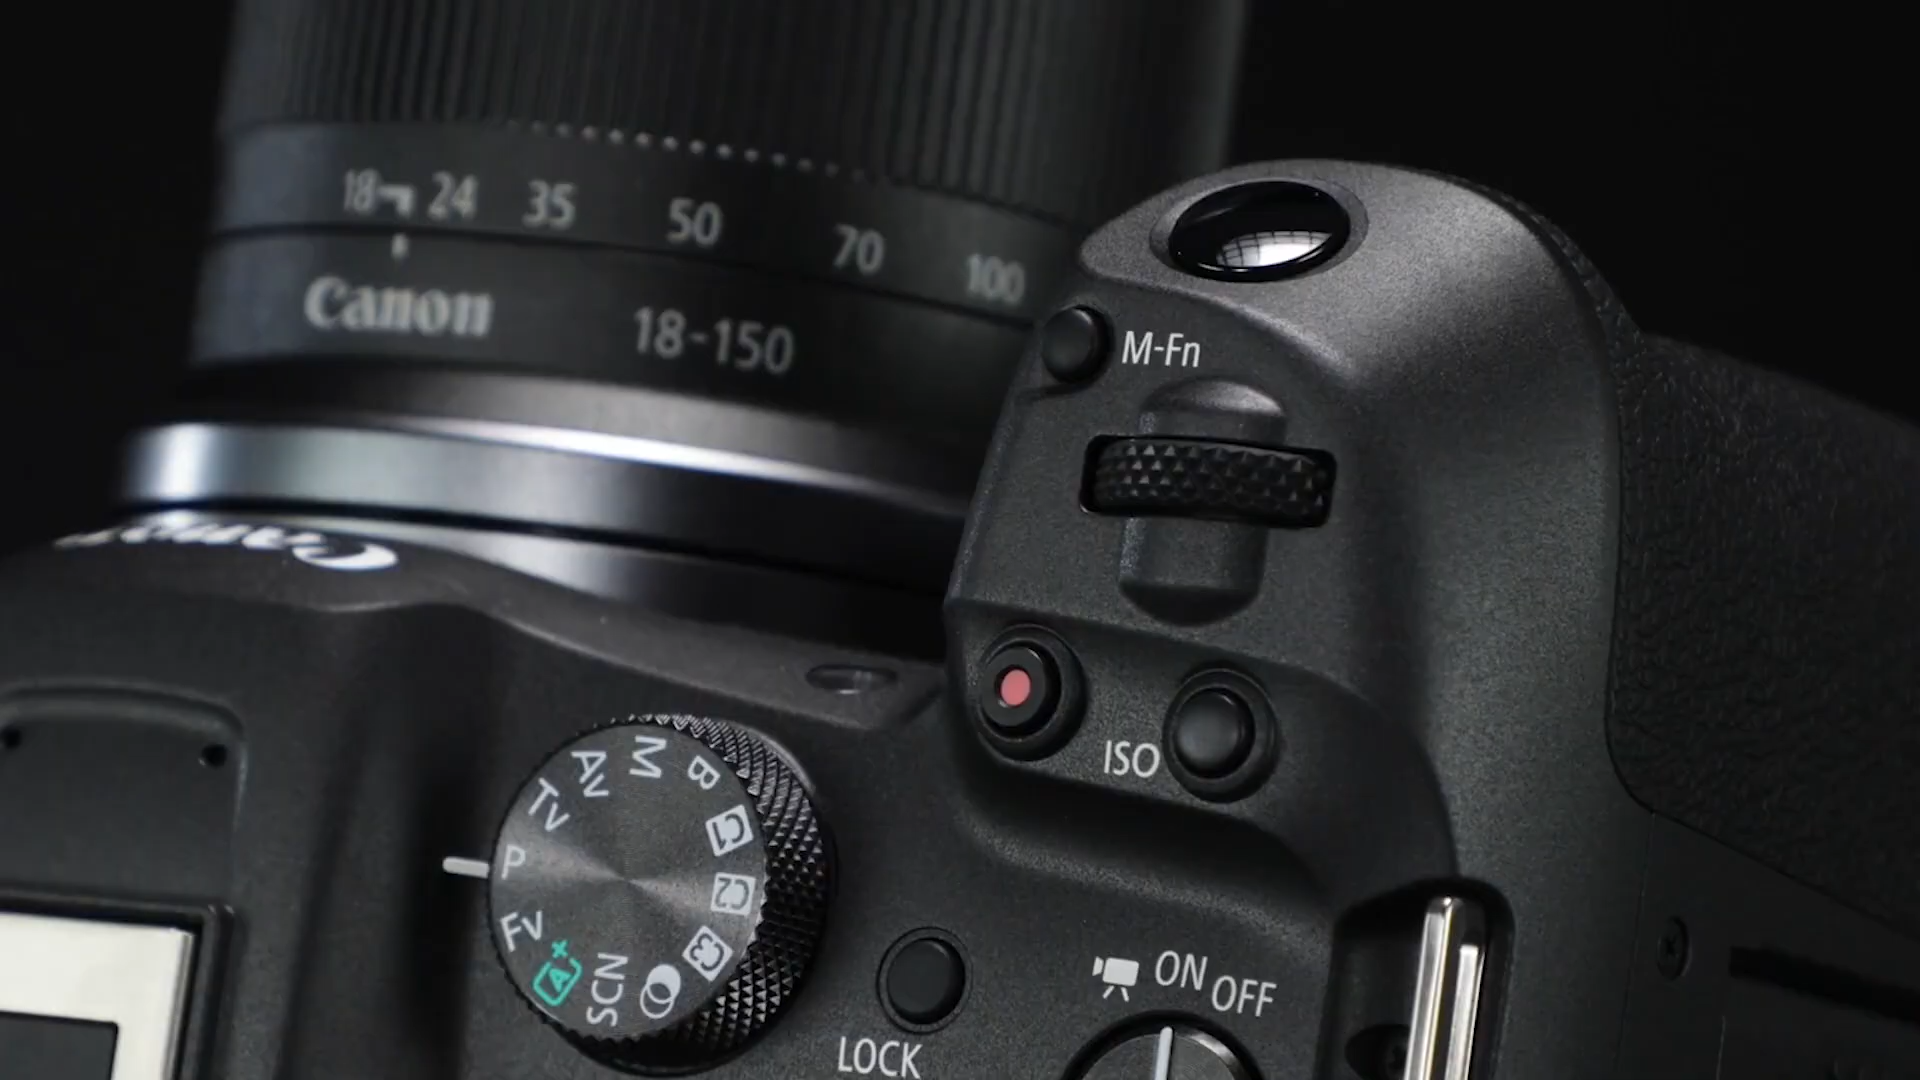 18 24 35 50 70 100
Canon 18-150
Canon
M-Fn
ISO
M
B
Av
Tv
C1
P
C2
Fv
A+
SCN
C3
LOCK
ON OFF